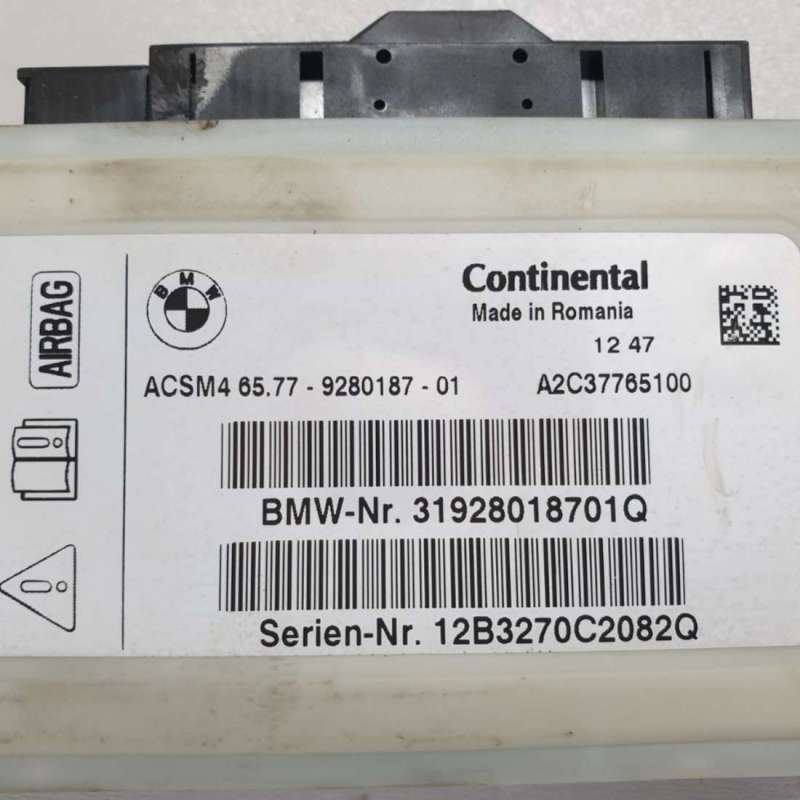 AIRBAG
BMW
Continental
Made in Romania
12 47
ACSM4 65.77 - 9280187 - 01 A2C37765100
BMW-Nr. 31928018701Q
Serien-Nr. 12B3270C2082Q